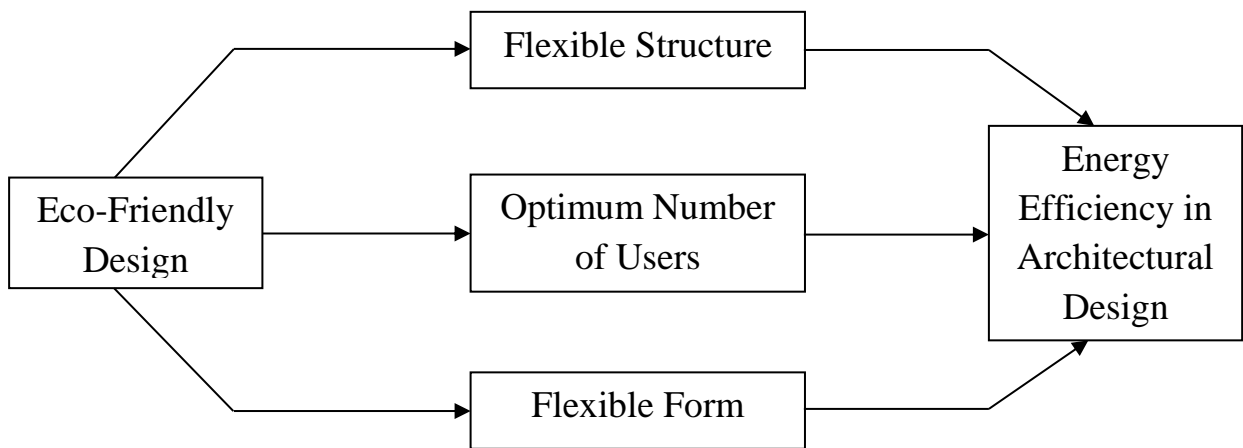 Flexible Structure
Eco-Friendly
Design
Optimum Number
of Users
Flexible Form
Energy
Efficiency in
Architectural
Design